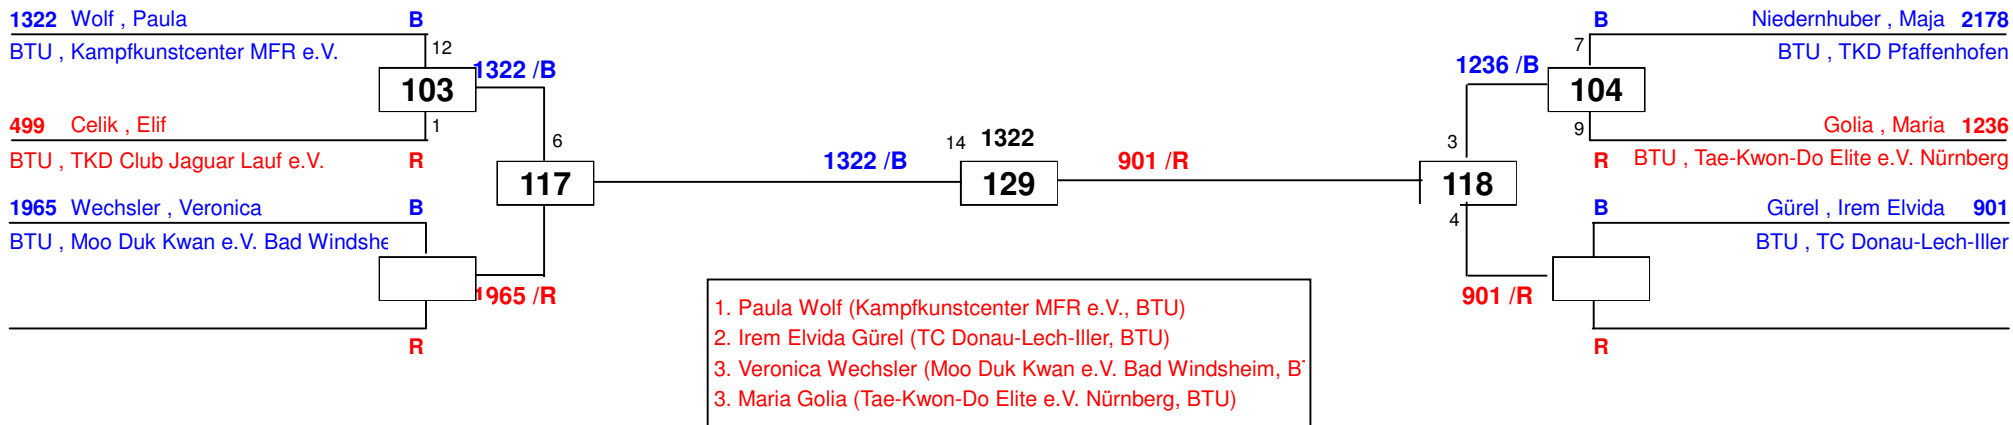 1322 Wolf , Paula B
BTU , Kampfkunstcenter MFR e.V.
12
1322 /B
103
499 Celik , Elif
1
BTU , TKD Club Jaguar Lauf e.V. R
6
117
1965 Wechsler , Veronica B
BTU , Moo Duk Kwan e.V. Bad Windshe
1965 /R
R
1322 /B
14 1322
129
901 /R
B Niedernhuber , Maja 2178
7
BTU , TKD Pfaffenhofen
1236 /B
104
Golia , Maria 1236
9
R BTU , Tae-Kwon-Do Elite e.V. Nürnberg
3
118
4
B Gürel , Irem Elvida 901
BTU , TC Donau-Lech-Iller
901 /R
R
1. Paula Wolf (Kampfkunstcenter MFR e.V., BTU)
2. Irem Elvida Gürel (TC Donau-Lech-Iller, BTU)
3. Veronica Wechsler (Moo Duk Kwan e.V. Bad Windsheim, B
3. Maria Golia (Tae-Kwon-Do Elite e.V. Nürnberg, BTU)